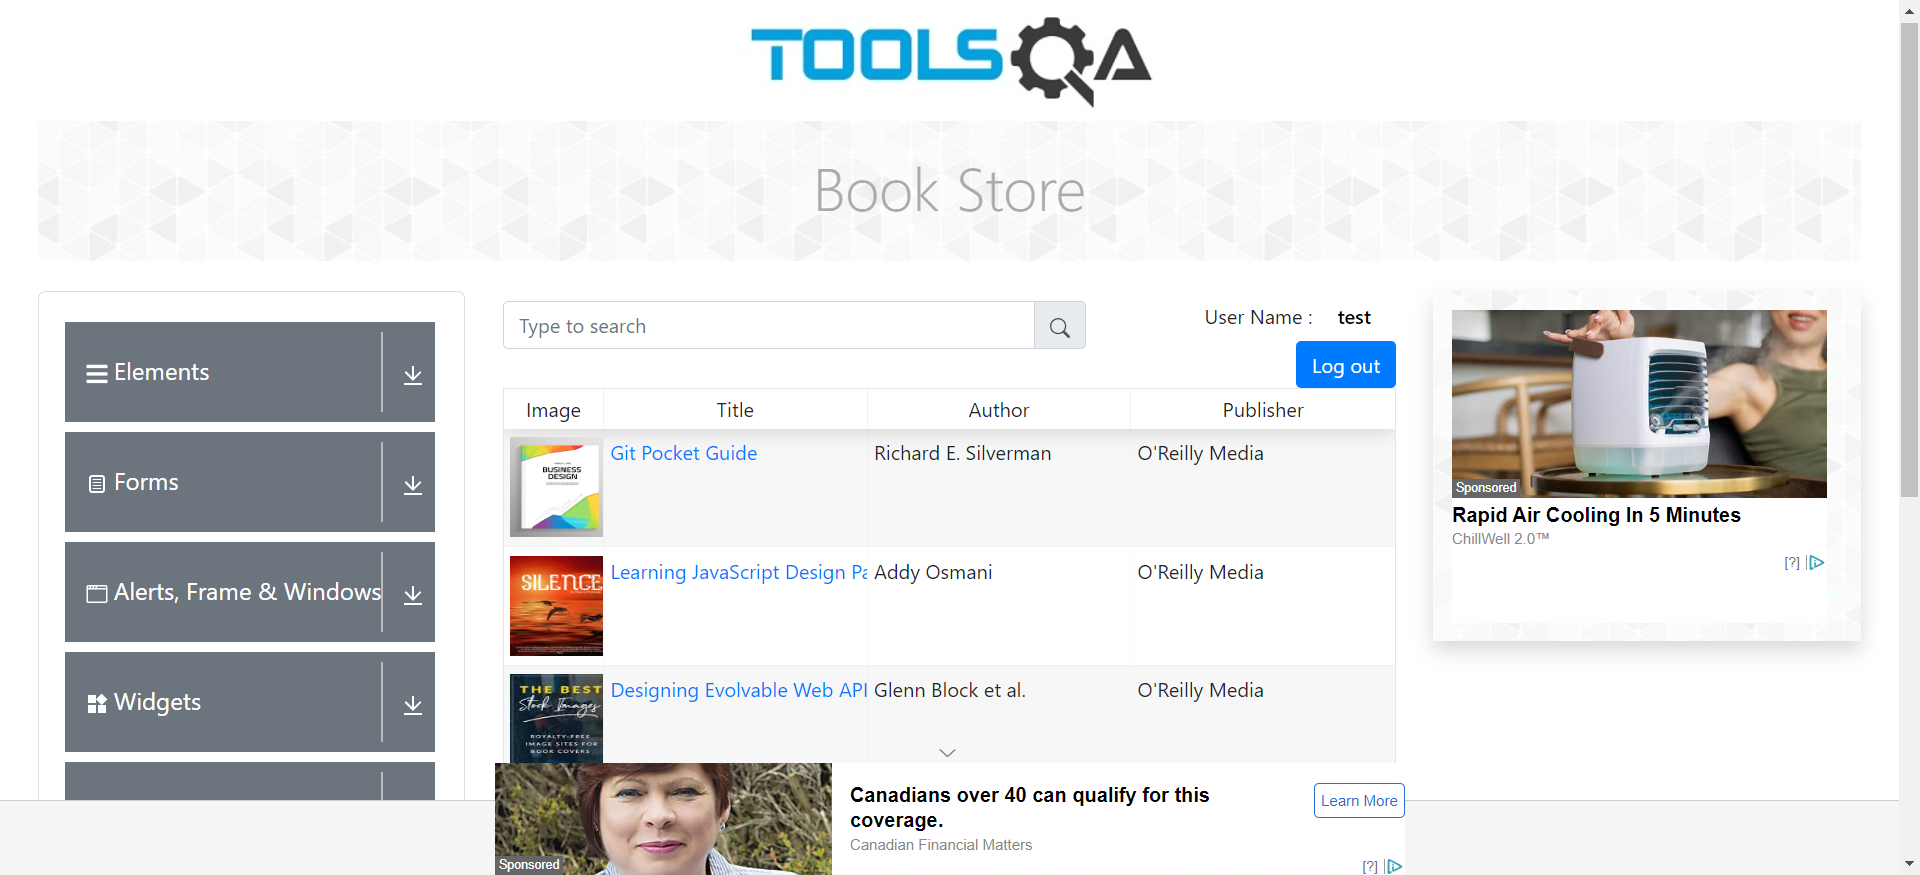 TOOLSQA
Book Store
Elements
Forms
Alerts, Frame & Windows
Widgets
Type to search
User Name :
test
Log out
Image
Title
Author
Publisher
BUSINESS
DESIGN
Git Pocket Guide
Richard E. Silverman
O'Reilly Media
SILENCE
Learning JavaScript Design Pa
Addy Osmani
O'Reilly Media
THE BEST
Stock Images
ROYALTY-FREE
IMAGE SITES FOR
BOOK COVERS
Designing Evolvable Web API
Glenn Block et al.
O'Reilly Media
Sponsored
Rapid Air Cooling In 5 Minutes
ChillWell 2.0™
[?]
Sponsored
Canadians over 40 can qualify for this
coverage.
Canadian Financial Matters
Learn More
[?]